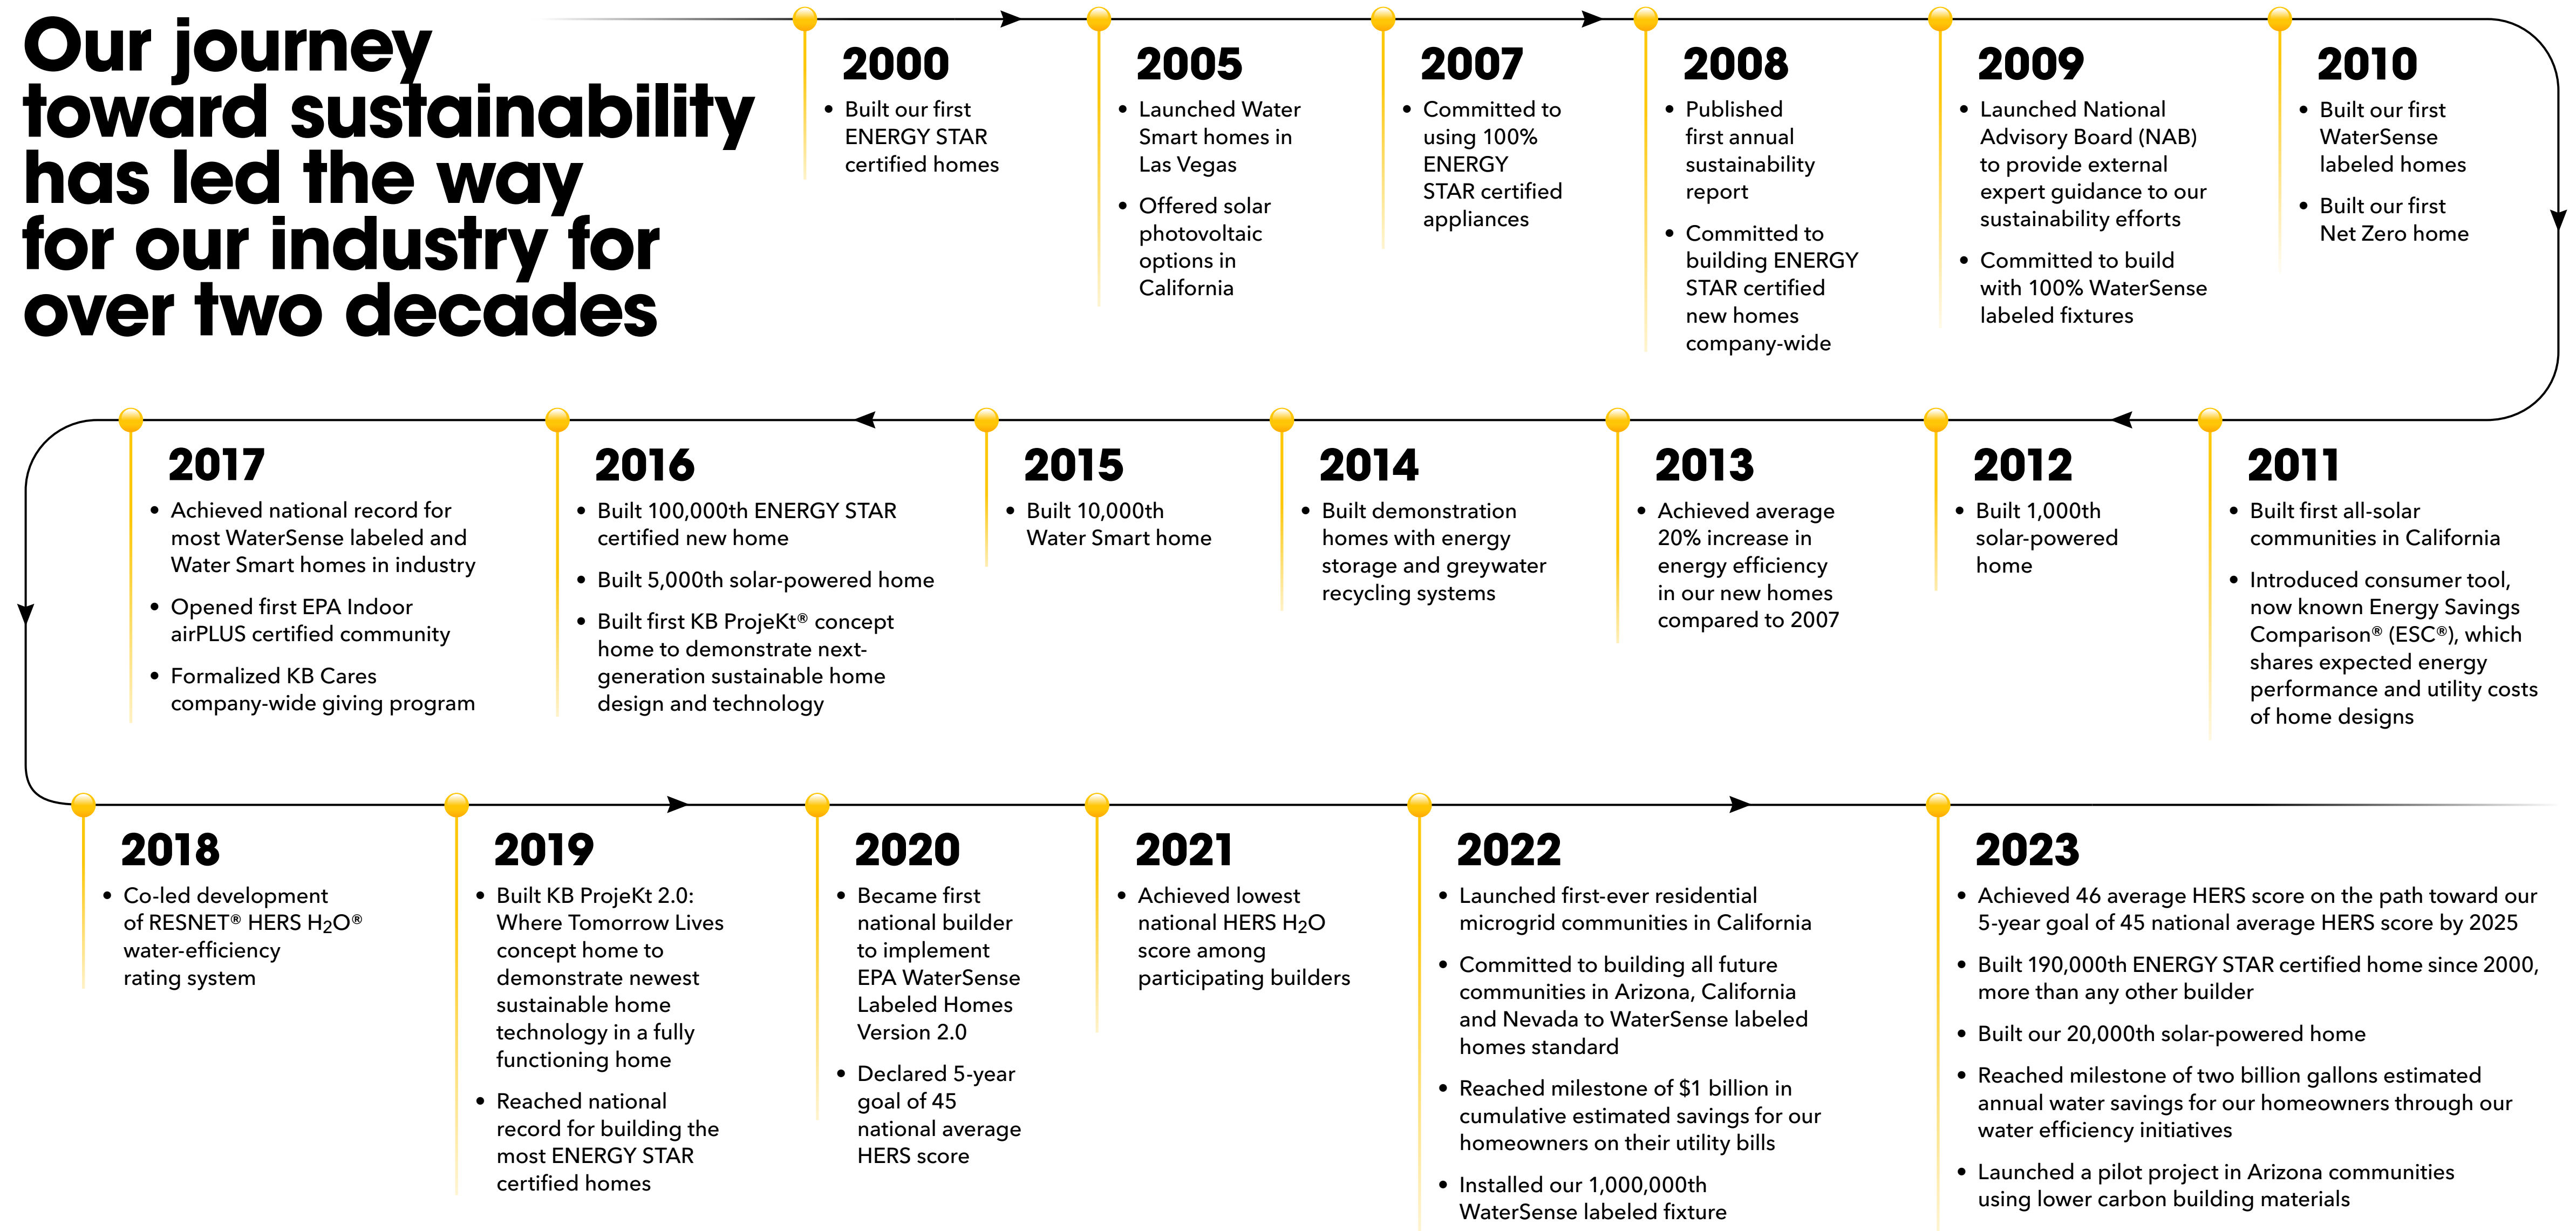 Our journey
toward sustainability
has led the way
for our industry for
over two decades
2000
• Built our first
ENERGY STAR
certified homes
2005
• Launched Water
Smart homes in
Las Vegas
• Offered solar
photovoltaic
options in
California
2007
• Committed to
using 100%
ENERGY
STAR certified
appliances
2008
• Published
first annual
sustainability
report
• Committed to
building ENERGY
STAR certified
new homes
company-wide
2009
• Launched National
Advisory Board (NAB)
to provide external
expert guidance to our
sustainability efforts
• Committed to build
with 100% WaterSense
labeled fixtures
2010
• Built our first
WaterSense
labeled homes
• Built our first
Net Zero home
2011
• Built first all-solar
communities in California
• Introduced consumer tool,
now known Energy Savings
Comparison® (ESC®), which
shares expected energy
performance and utility costs
of home designs
2012
• Built 1,000th
solar-powered
home
2013
• Achieved average
20% increase in
energy efficiency
in our new homes
compared to 2007
2014
• Built demonstration
homes with energy
storage and greywater
recycling systems
2015
• Built 10,000th
Water Smart home
2016
• Built 100,000th ENERGY STAR
certified new home
• Built 5,000th solar-powered home
• Built first KB ProjeKt® concept
home to demonstrate next-
generation sustainable home
design and technology
2017
• Achieved national record for
most WaterSense labeled and
Water Smart homes in industry
• Opened first EPA Indoor
airPLUS certified community
• Formalized KB Cares
company-wide giving program
2018
• Co-led development
of RESNET® HERS H₂O®
water-efficiency
rating system
2019
• Built KB ProjeKt 2.0:
Where Tomorrow Lives
concept home to
demonstrate newest
sustainable home
technology in a fully
functioning home
• Reached national
record for building the
most ENERGY STAR
certified homes
2020
• Became first
national builder
to implement
EPA WaterSense
Labeled Homes
Version 2.0
• Declared 5-year
goal of 45
national average
HERS score
2021
• Achieved lowest
national HERS H₂O
score among
participating builders
2022
• Launched first-ever residential
microgrid communities in California
• Committed to building all future
communities in Arizona, California
and Nevada to WaterSense labeled
homes standard
• Reached milestone of $1 billion in
cumulative estimated savings for our
homeowners on their utility bills
• Installed our 1,000,000th
WaterSense labeled fixture
2023
• Achieved 46 average HERS score on the path toward our
5-year goal of 45 national average HERS score by 2025
• Built 190,000th ENERGY STAR certified home since 2000,
more than any other builder
• Built our 20,000th solar-powered home
• Reached milestone of two billion gallons estimated
annual water savings for our homeowners through our
water efficiency initiatives
• Launched a pilot project in Arizona communities
using lower carbon building materials